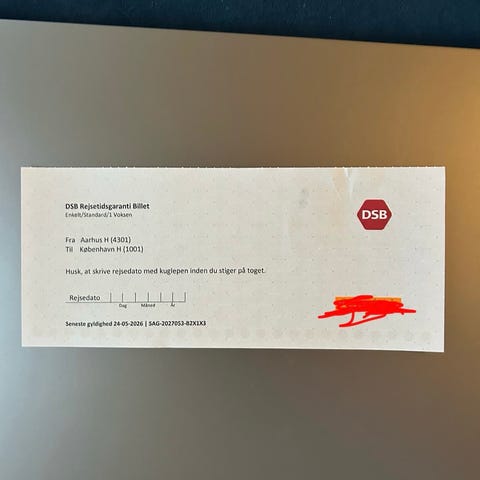 DSB Rejsetidsgaranti Billet
Enkelt/Standard/1 Voksen
DSB
Fra Aarhus H (4301)
Til København H (1001)
Husk, at skrive rejsedato med kuglepen inden du stiger på toget.
Rejsedato
Dag Måned År
Seneste gyldighed 24-05-2026 | SAG-2027053-B2X1X3